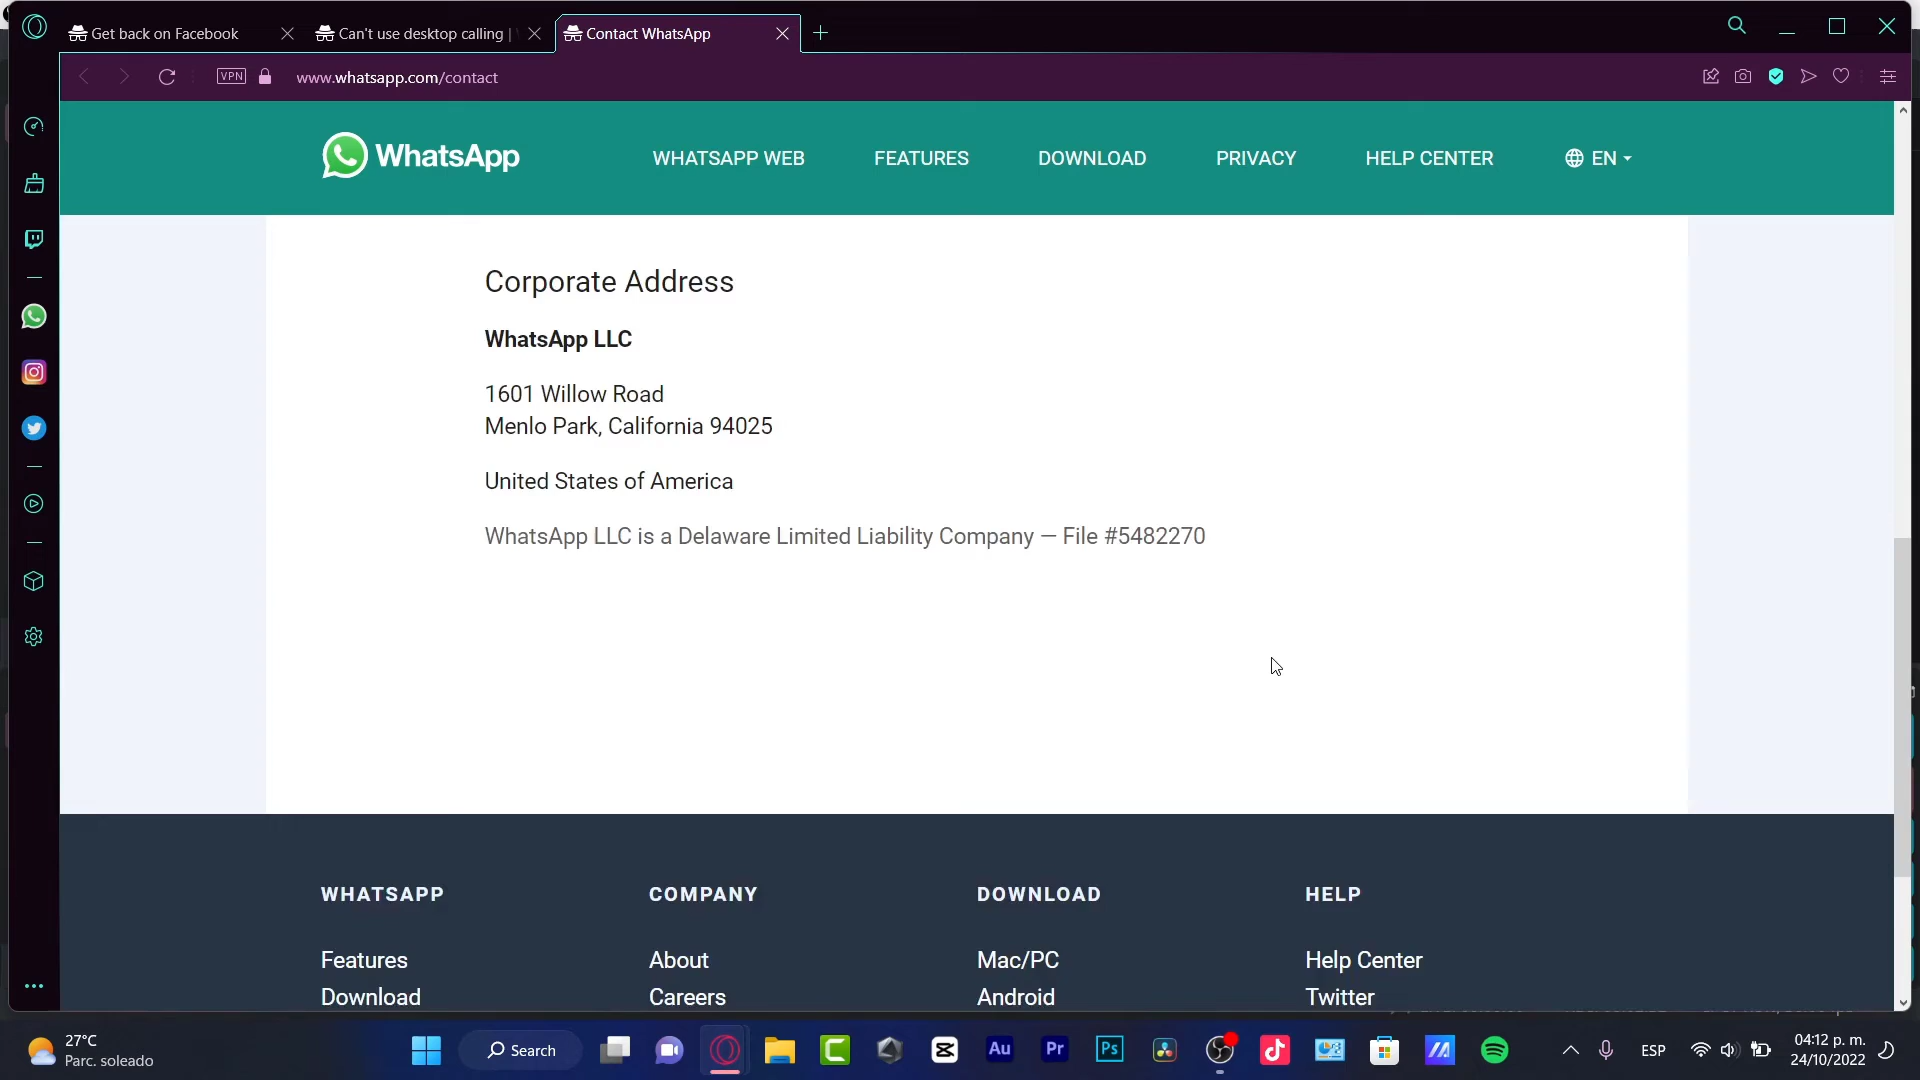 Get back on Facebook
Can't use desktop calling |
Contact WhatsApp
VPN
www.whatsapp.com/contact
WhatsApp
WHATSAPP WEB
FEATURES
DOWNLOAD
PRIVACY
HELP CENTER
EN
Corporate Address
WhatsApp LLC
1601 Willow Road
Menlo Park, California 94025
United States of America
WhatsApp LLC is a Delaware Limited Liability Company — File #5482270
WHATSAPP
COMPANY
DOWNLOAD
HELP
Features
About
Mac/PC
Help Center
Download
Careers
Android
Twitter
27°C
Parc. soleado
Search
Au
Pr
Ps
ESP
04:12 p. m.
24/10/2022